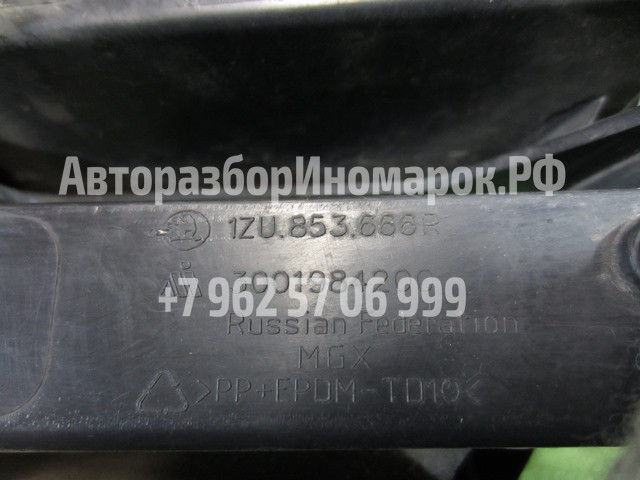 АвторазборИномарок.РФ
1ZU.853.666R
+7 962 57 06 999
Russian Federation
MGX
>PP+EPDM-TD10<